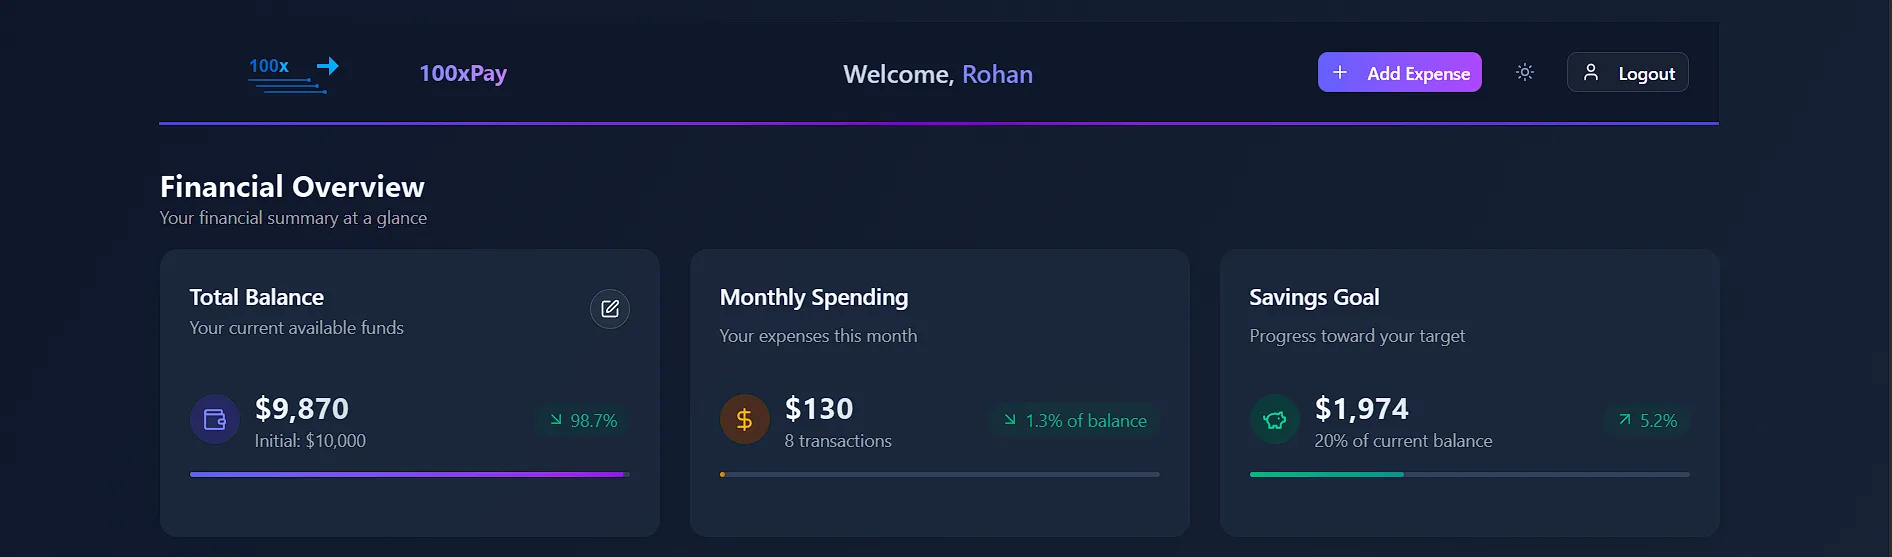 100x
100xPay
Welcome, Rohan
Add Expense
Logout
Financial Overview
Your financial summary at a glance
Total Balance
Your current available funds
$9,870
Initial: $10,000
98.7%
Monthly Spending
Your expenses this month
$130
8 transactions
1.3% of balance
Savings Goal
Progress toward your target
$1,974
20% of current balance
5.2%